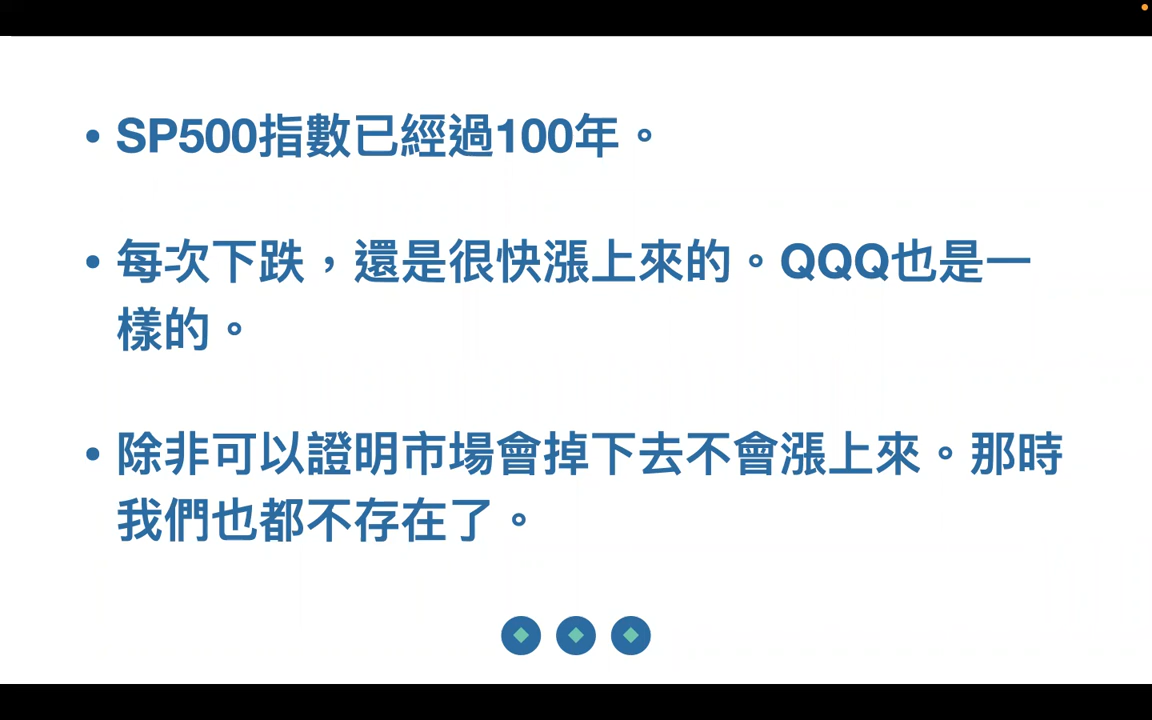 • SP500指數已經過100年。
• 每次下跌，還是很快漲上來的。QQQ也是一
樣的。
• 除非可以證明市場會掉下去不會漲上來。那時
我們也都不存在了。